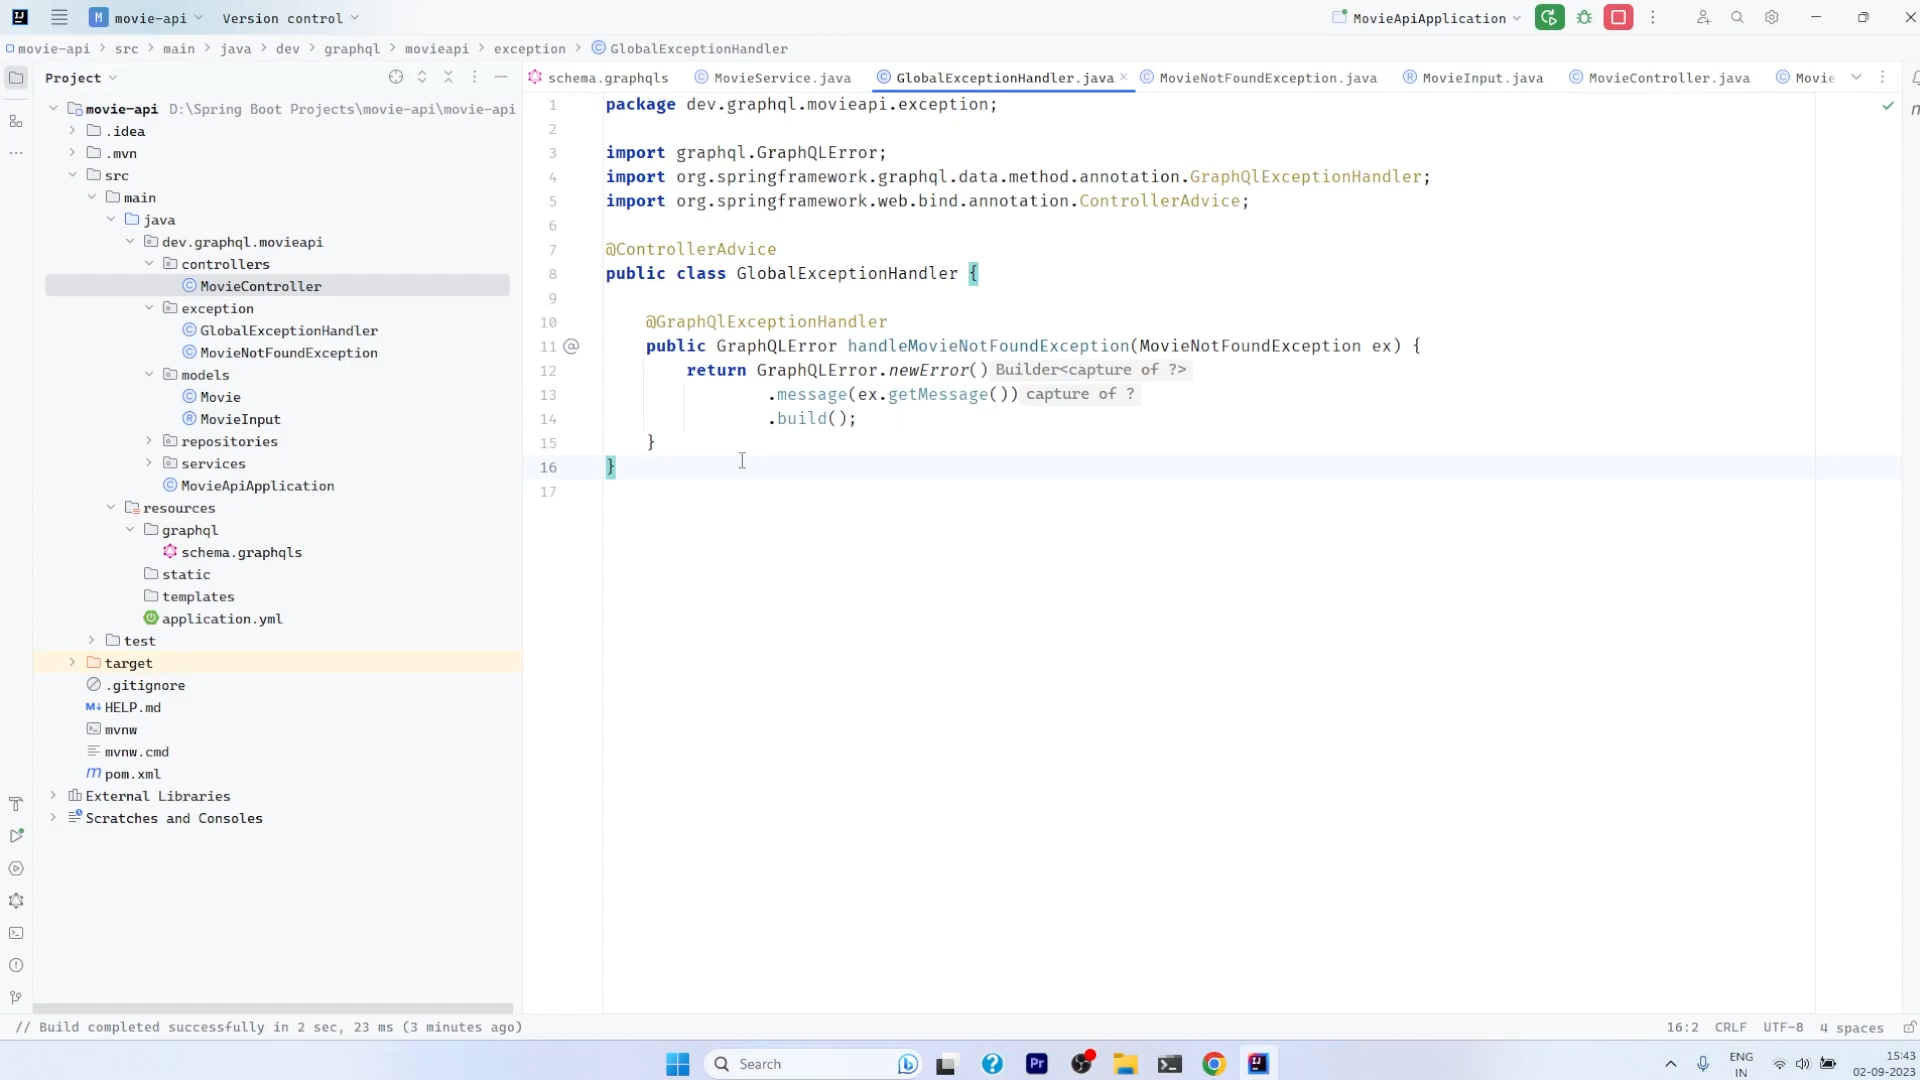 movie-api Version control MovieApiApplication
movie-api src main java dev graphql movieapi exception GlobalExceptionHandler
Project
schema.graphqls MovieService.java GlobalExceptionHandler.java MovieNotFoundException.java MovieInput.java MovieController.java Movie
movie-api D:\Spring Boot Projects\movie-api\movie-api
.idea
.mvn
src
main
java
dev.graphql.movieapi
controllers
MovieController
exception
GlobalExceptionHandler
MovieNotFoundException
models
Movie
MovieInput
repositories
services
MovieApiApplication
resources
graphql
schema.graphqls
static
templates
application.yml
test
target
.gitignore
HELP.md
mvnw
mvnw.cmd
pom.xml
External Libraries
Scratches and Consoles
1 package dev.graphql.movieapi.exception;
2
3 import graphql.GraphQLError;
4 import org.springframework.graphql.data.method.annotation.GraphQlExceptionHandler;
5 import org.springframework.web.bind.annotation.ControllerAdvice;
6
7 @ControllerAdvice
8 public class GlobalExceptionHandler {
9
10 @GraphQlExceptionHandler
11 public GraphQLError handleMovieNotFoundException(MovieNotFoundException ex) {
12 return GraphQLError.newError() Builder<capture of ?>
13 .message(ex.getMessage()) capture of ?
14 .build();
15 }
16 }
17
// Build completed successfully in 2 sec, 23 ms (3 minutes ago) 16:2 CRLF UTF-8 4 spaces
Search
ENG
IN
15:43
02-09-2023